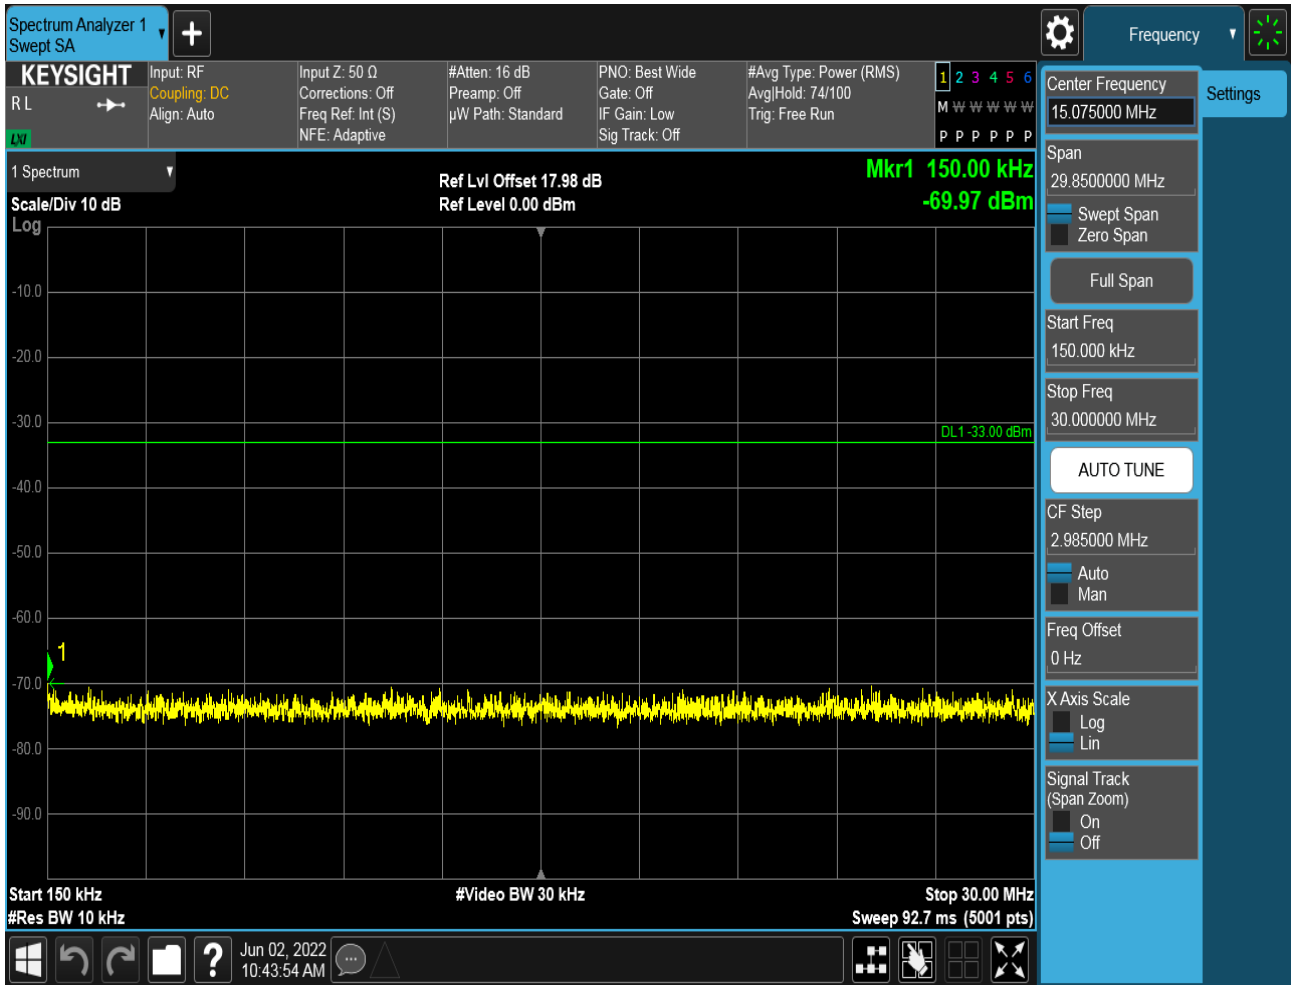 Spectrum Analyzer 1
Swept SA
Frequency
KEYSIGHT
R L
LXI
Input: RF
Coupling: DC
Align: Auto
Input Z: 50 Ω
Corrections: Off
Freq Ref: Int (S)
NFE: Adaptive
#Atten: 16 dB
Preamp: Off
µW Path: Standard
PNO: Best Wide
Gate: Off
IF Gain: Low
Sig Track: Off
#Avg Type: Power (RMS)
Avg|Hold: 74/100
Trig: Free Run
1 2 3 4 5 6
M W W W W W
P P P P P P
1 Spectrum
Scale/Div 10 dB
Log
Ref Lvl Offset 17.98 dB
Ref Level 0.00 dBm
Mkr1 150.00 kHz
-69.97 dBm
-10.0
-20.0
-30.0
DL1 -33.00 dBm
-40.0
-50.0
-60.0
1
-70.0
-80.0
-90.0
Start 150 kHz
#Res BW 10 kHz
#Video BW 30 kHz
Stop 30.00 MHz
Sweep 92.7 ms (5001 pts)
Jun 02, 2022
10:43:54 AM
Center Frequency
15.075000 MHz
Settings
Span
29.8500000 MHz
Swept Span
Zero Span
Full Span
Start Freq
150.000 kHz
Stop Freq
30.000000 MHz
AUTO TUNE
CF Step
2.985000 MHz
Auto
Man
Freq Offset
0 Hz
X Axis Scale
Log
Lin
Signal Track
(Span Zoom)
On
Off